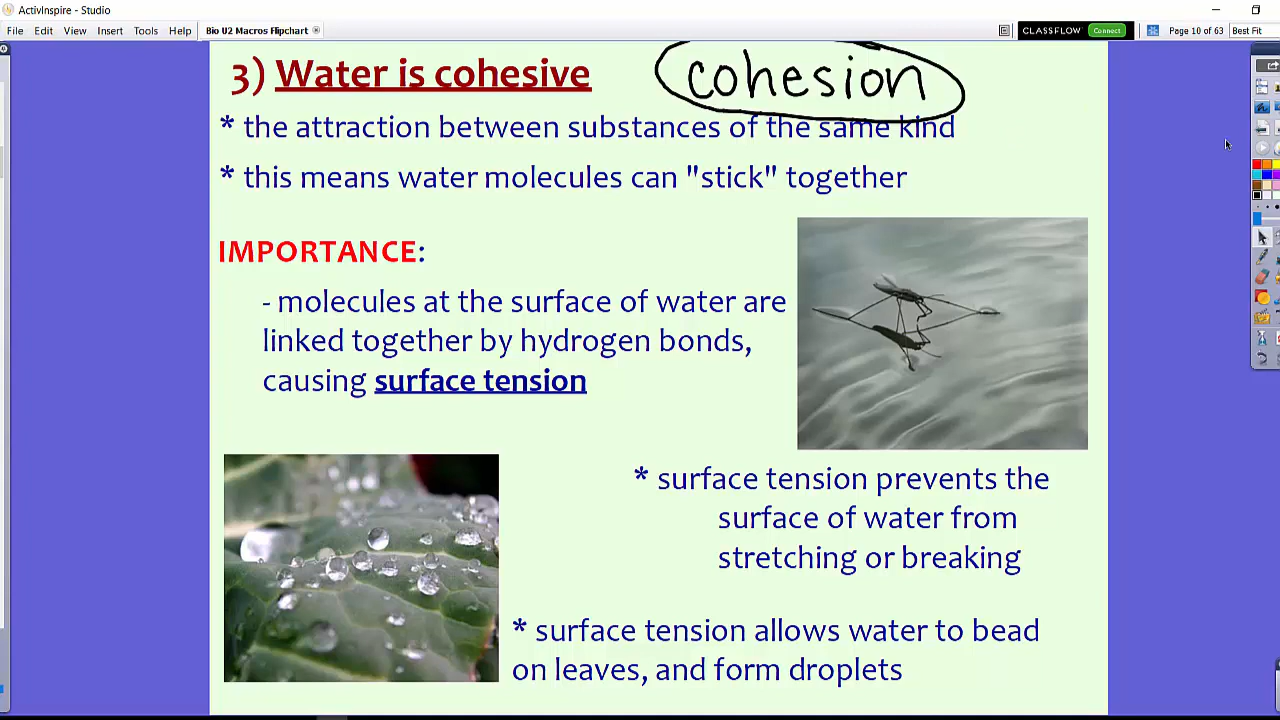 ActivInspire - Studio
File Edit View Insert Tools Help Bio U2 Macros Flipchart CLASSFLOW Connect Page 10 of 63 Best Fit
3) Water is cohesive cohesion
* the attraction between substances of the same kind
* this means water molecules can "stick" together
IMPORTANCE:
- molecules at the surface of water are
linked together by hydrogen bonds,
causing surface tension
* surface tension prevents the
surface of water from
stretching or breaking
* surface tension allows water to bead
on leaves, and form droplets